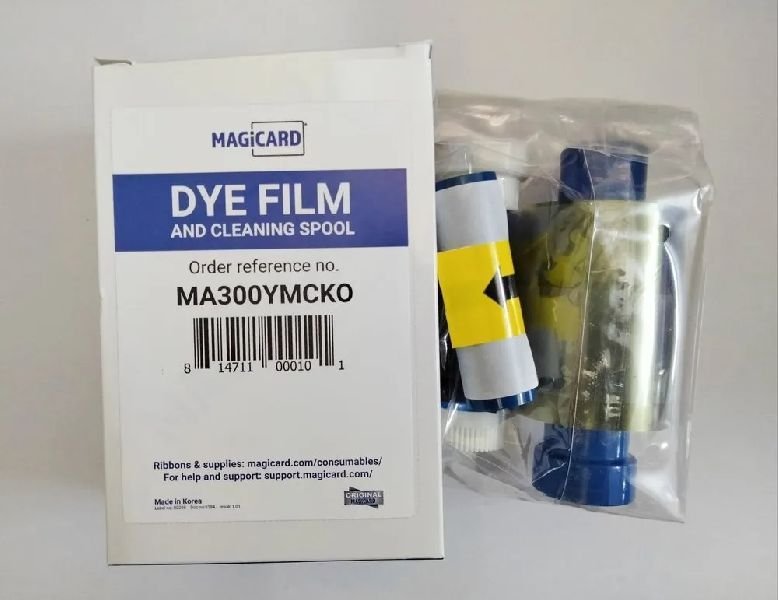 MAGiCARD
DYE FILM
AND CLEANING SPOOL
Order reference no.
MA300YMCKO
8 14711 00010 1
Ribbons & supplies: magicard.com/consumables/
For help and support: support.magicard.com/
Made in Korea
ORIGINAL
MAGICARD